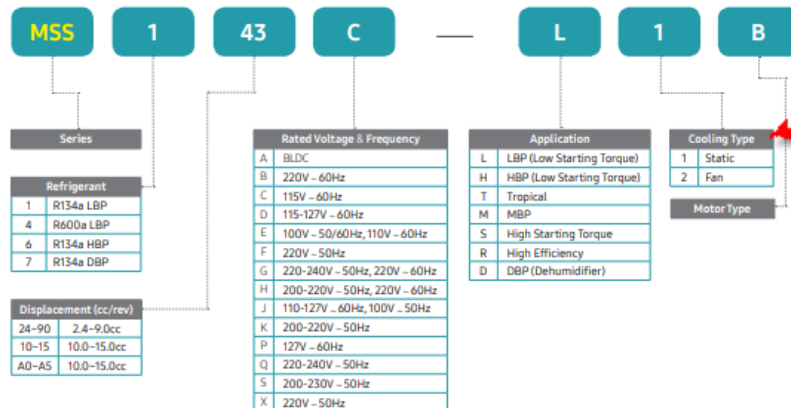 MSS 1 43 C — L 1 B
Series
Refrigerant
1 R134a LBP
4 R600a LBP
6 R134a HBP
7 R134a DBP
Displacement (cc/rev)
24~90 2.4~9.0cc
10~15 10.0~15.0cc
A0~A5 10.0~15.0cc
Rated Voltage & Frequency
A BLDC
B 220V ~ 60Hz
C 115V ~ 60Hz
D 115-127V ~ 60Hz
E 100V ~ 50/60Hz, 110V ~ 60Hz
F 220V ~ 50Hz
G 220-240V ~ 50Hz, 220V ~ 60Hz
H 200-220V ~ 50Hz, 220V ~ 60Hz
J 110-127V ~ 60Hz, 100V ~ 50Hz
K 200-220V ~ 50Hz
P 127V ~ 60Hz
Q 220-240V ~ 50Hz
S 200-230V ~ 50Hz
X 220V ~ 50Hz
Application
L LBP (Low Starting Torque)
H HBP (Low Starting Torque)
T Tropical
M MBP
S High Starting Torque
R High Efficiency
D DBP (Dehumidifier)
Cooling Type
1 Static
2 Fan
Motor Type